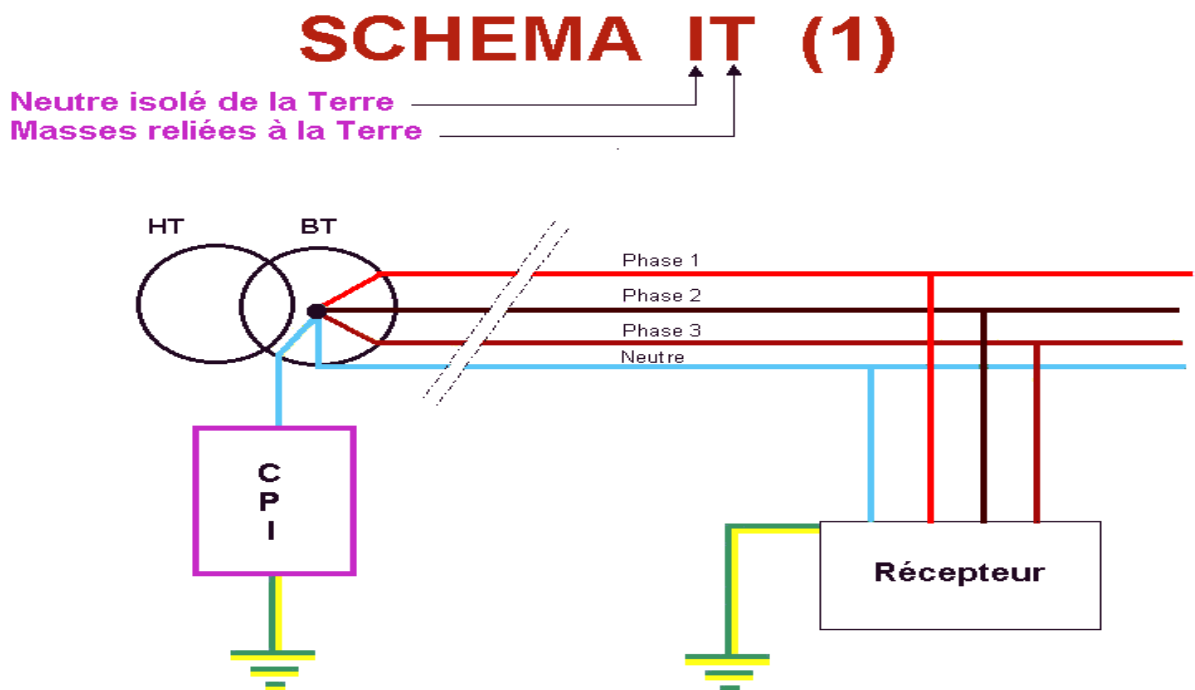 SCHEMA IT (1)
Neutre isolé de la Terre
Masses reliées à la Terre
HT
BT
Phase 1
Phase 2
Phase 3
Neutre
C
P
I
Récepteur